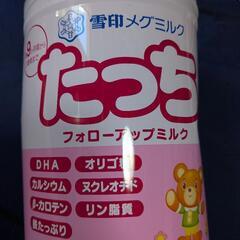 雪印メグミルク
たっち
フォローアップミルク
DHA
オリゴ糖
カルシウム
ヌクレオチド
β-カロテン
リン脂質
鉄たっぷり